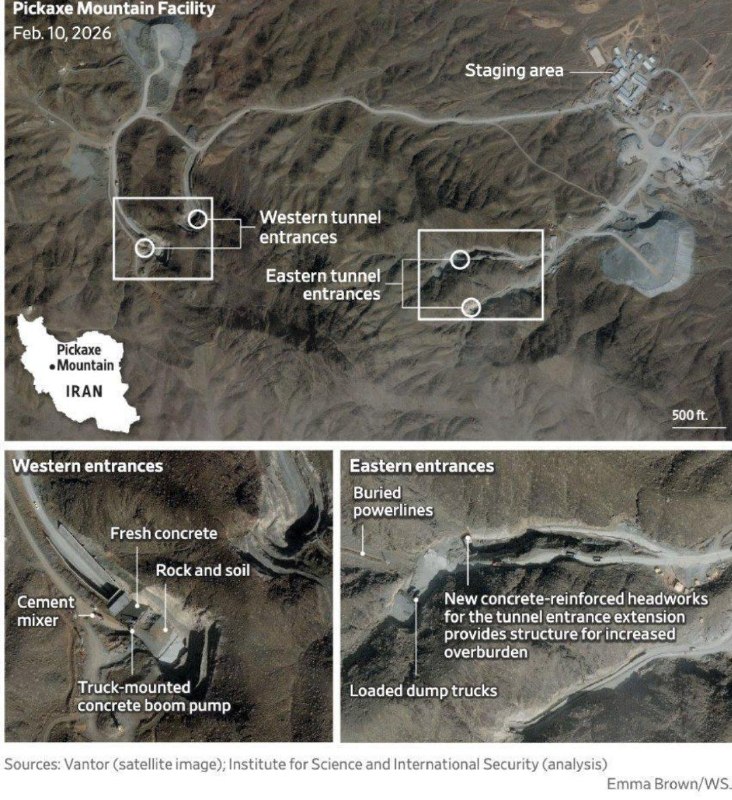 Pickaxe Mountain Facility
Feb. 10, 2026
Staging area
Western tunnel
entrances
Eastern tunnel
entrances
Pickaxe
Mountain
IRAN
500 ft.
Western entrances
Fresh concrete
Rock and soil
Cement
mixer
Truck-mounted
concrete boom pump
Eastern entrances
Buried
powerlines
New concrete-reinforced headworks
for the tunnel entrance extension
provides structure for increased
overburden
Loaded dump trucks
Sources: Vantor (satellite image); Institute for Science and International Security (analysis)
Emma Brown/WS.